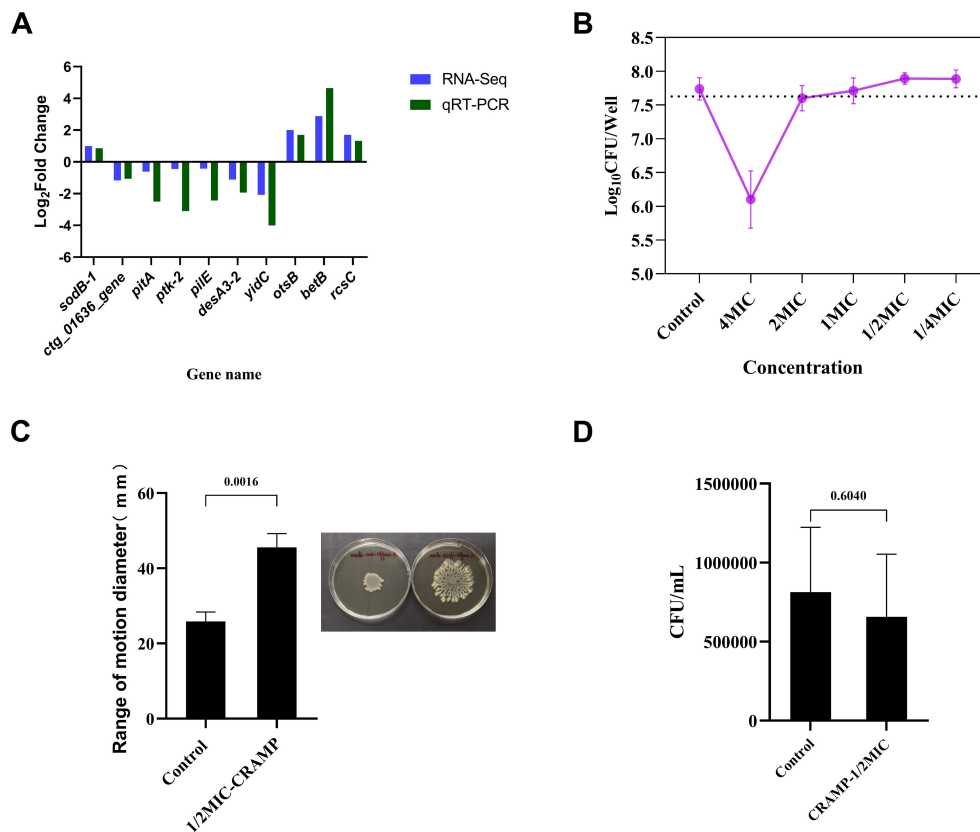 A
6
4
2
0
-2
-4
-6
Log2Fold Change
RNA-Seq
qRT-PCR
sodB-1
ctg_01636_gene
pitA
ptk-2
pilE
desA3-2
yidC
otsB
betB
rcsC
Gene name
B
8.5
8.0
7.5
7.0
6.5
6.0
5.5
5.0
Log10CFU/Well
Control
4MIC
2MIC
1MIC
1/2MIC
1/4MIC
Concentration
C
60
40
20
0
Range of motion diameter( mm )
0.0016
Control
1/2MIC-CRAMP
D
1500000
1000000
500000
0
CFU/mL
0.6040
Control
CRAMP-1/2MIC